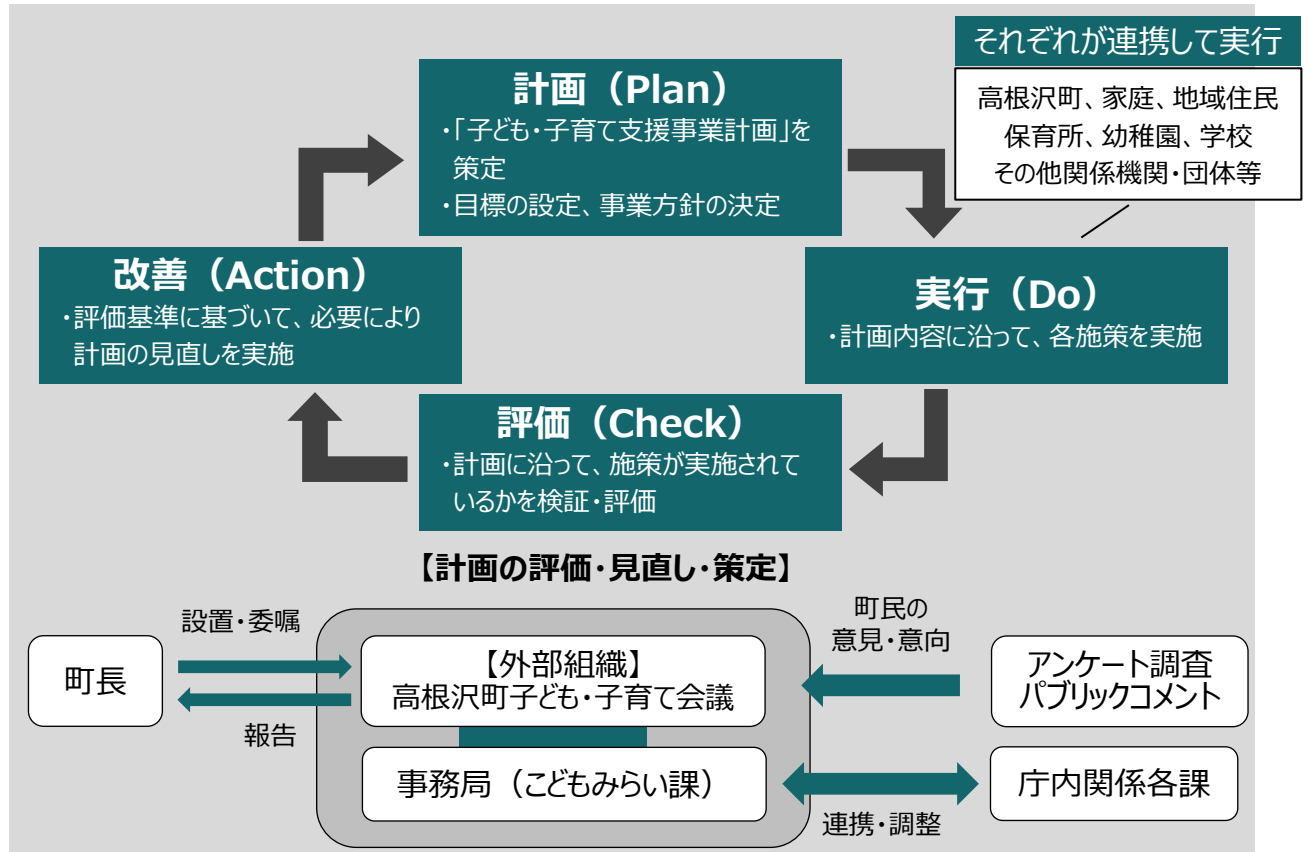 それぞれが連携して実行
高根沢町、家庭、地域住民
保育所、幼稚園、学校
その他関係機関・団体等
計画（Plan）
・「子ども・子育て支援事業計画」を
策定
・目標の設定、事業方針の決定
実行（Do）
・計画内容に沿って、各施策を実施
評価（Check）
・計画に沿って、施策が実施されて
いるかを検証・評価
改善（Action）
・評価基準に基づいて、必要により
計画の見直しを実施
【計画の評価・見直し・策定】
町長
設置・委嘱
報告
【外部組織】
高根沢町子ども・子育て会議
事務局（こどもみらい課）
町民の
意見・意向
アンケート調査
パブリックコメント
連携・調整
庁内関係各課